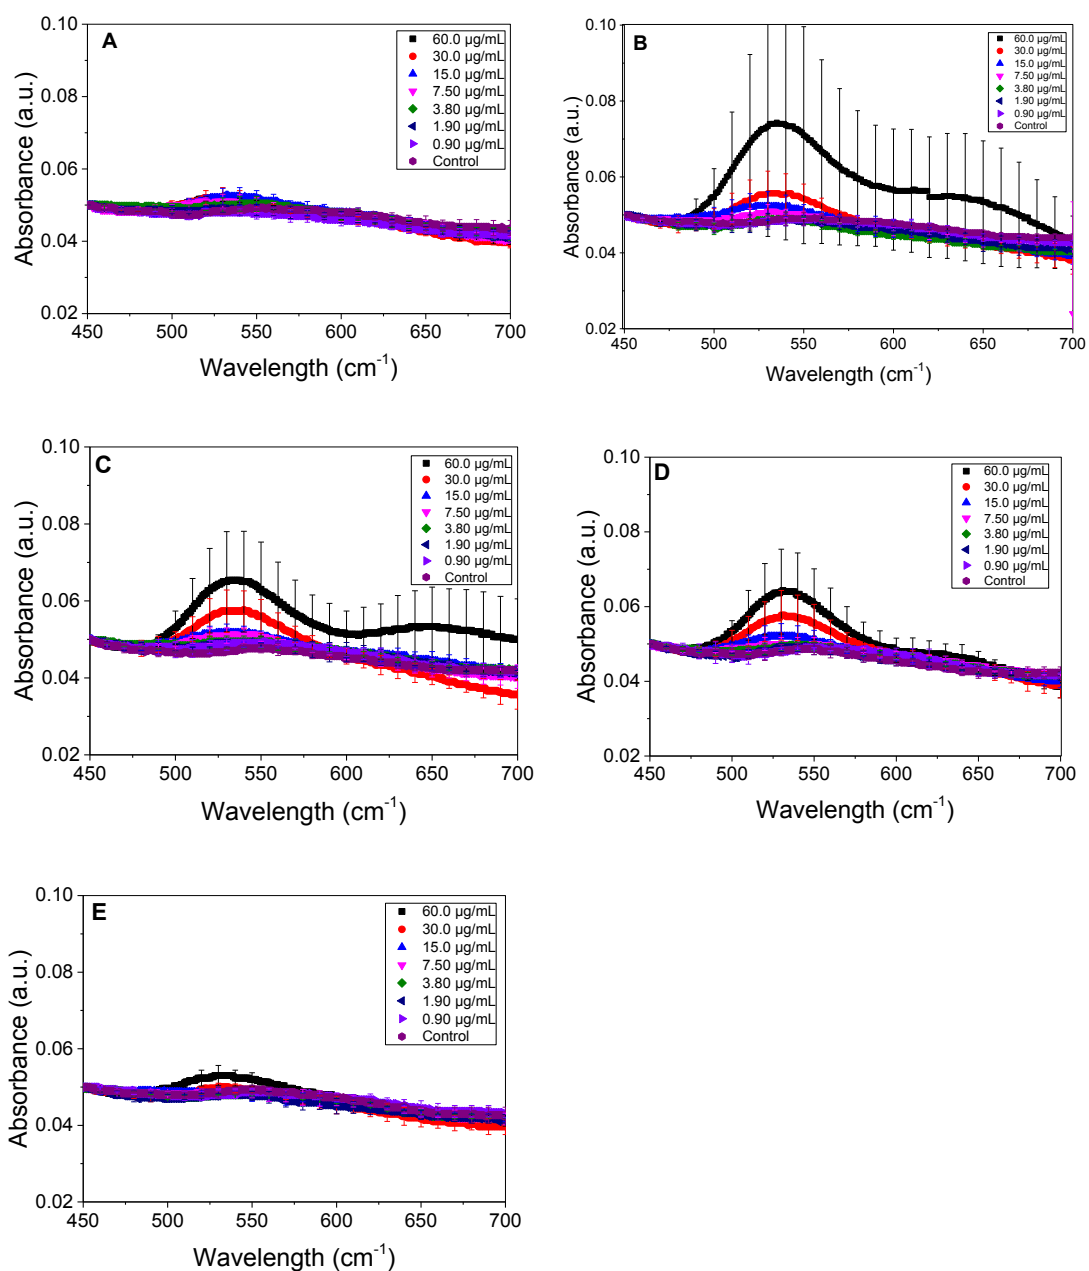 A
Absorbance (a.u.)
0.10
0.08
0.06
0.04
0.02
450 500 550 600 650 700
Wavelength (cm⁻¹)
60.0 µg/mL
30.0 µg/mL
15.0 µg/mL
7.50 µg/mL
3.80 µg/mL
1.90 µg/mL
0.90 µg/mL
Control
B
Absorbance (a.u.)
0.10
0.08
0.06
0.04
0.02
450 500 550 600 650 700
Wavelength (cm⁻¹)
60.0 µg/mL
30.0 µg/mL
15.0 µg/mL
7.50 µg/mL
3.80 µg/mL
1.90 µg/mL
0.90 µg/mL
Control
C
Absorbance (a.u.)
0.10
0.08
0.06
0.04
0.02
450 500 550 600 650 700
Wavelength (cm⁻¹)
60.0 µg/mL
30.0 µg/mL
15.0 µg/mL
7.50 µg/mL
3.80 µg/mL
1.90 µg/mL
0.90 µg/mL
Control
D
Absorbance (a.u.)
0.10
0.08
0.06
0.04
0.02
450 500 550 600 650 700
Wavelength (cm⁻¹)
60.0 µg/mL
30.0 µg/mL
15.0 µg/mL
7.50 µg/mL
3.80 µg/mL
1.90 µg/mL
0.90 µg/mL
Control
E
Absorbance (a.u.)
0.10
0.08
0.06
0.04
0.02
450 500 550 600 650 700
Wavelength (cm⁻¹)
60.0 µg/mL
30.0 µg/mL
15.0 µg/mL
7.50 µg/mL
3.80 µg/mL
1.90 µg/mL
0.90 µg/mL
Control